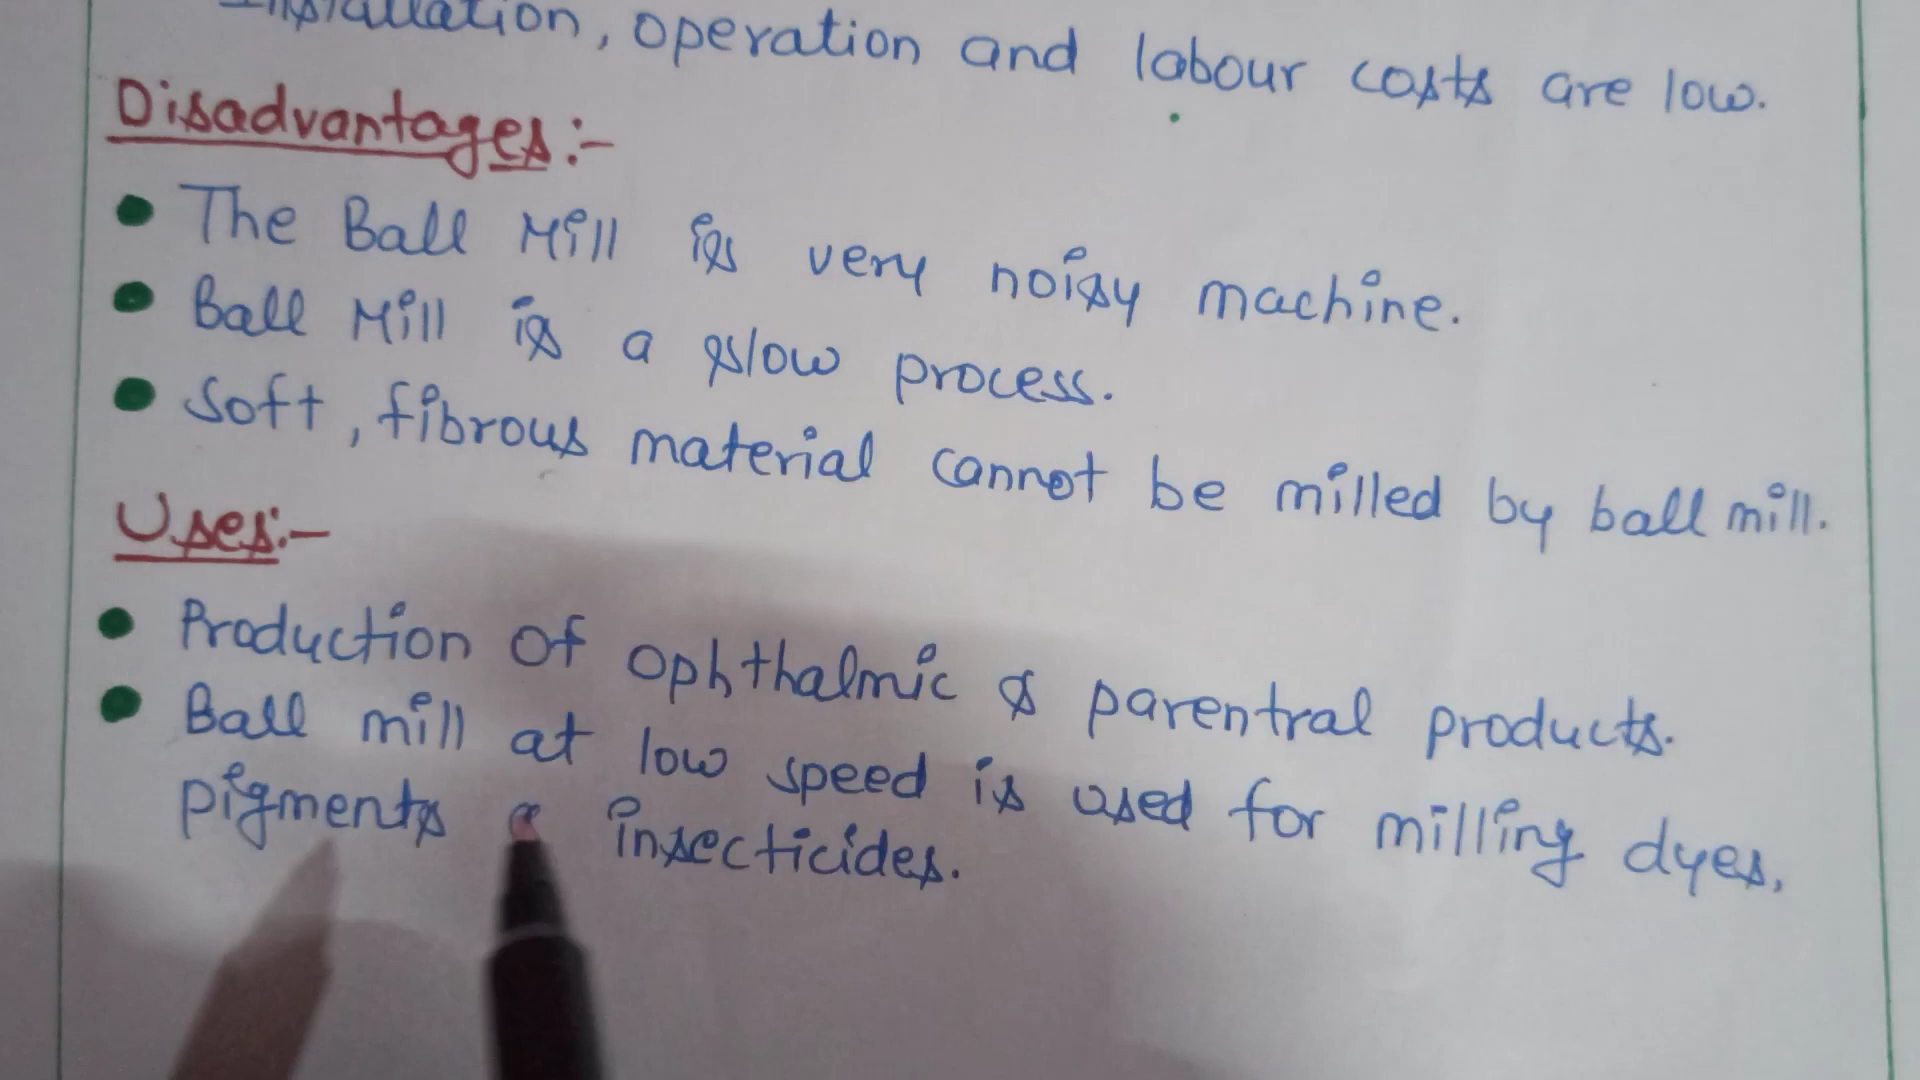 Installation, operation and labour costs are low.
Disadvantages:-
• The Ball Mill is very noisy machine.
• Ball Mill is a slow process.
• Soft, fibrous material cannot be milled by ball mill.
Uses:-
• Production of ophthalmic & parentral products.
• Ball mill at low speed is used for milling dyes,
pigments insecticides.